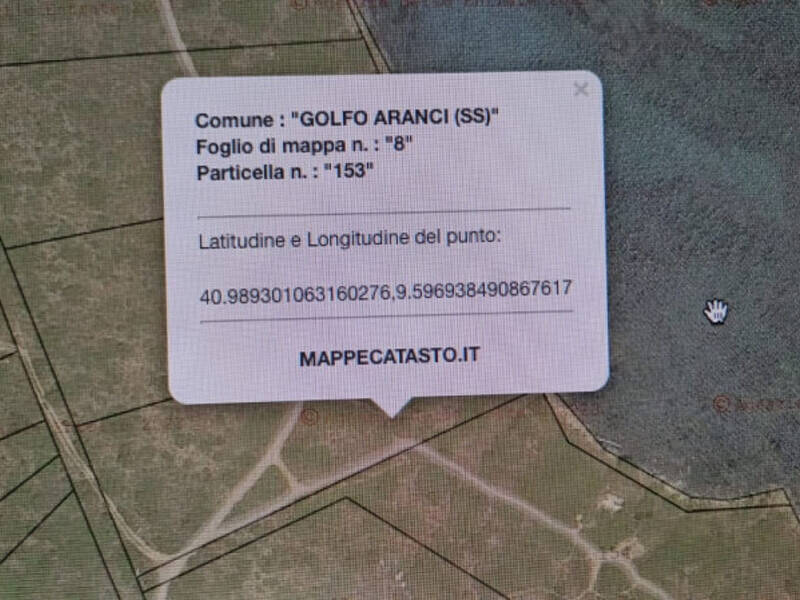 ×
Comune : "GOLFO ARANCI (SS)"
Foglio di mappa n. : "8"
Particella n. : "153"
Latitudine e Longitudine del punto:
40.989301063160276,9.596938490867617
MAPPECATASTO.IT
©
©